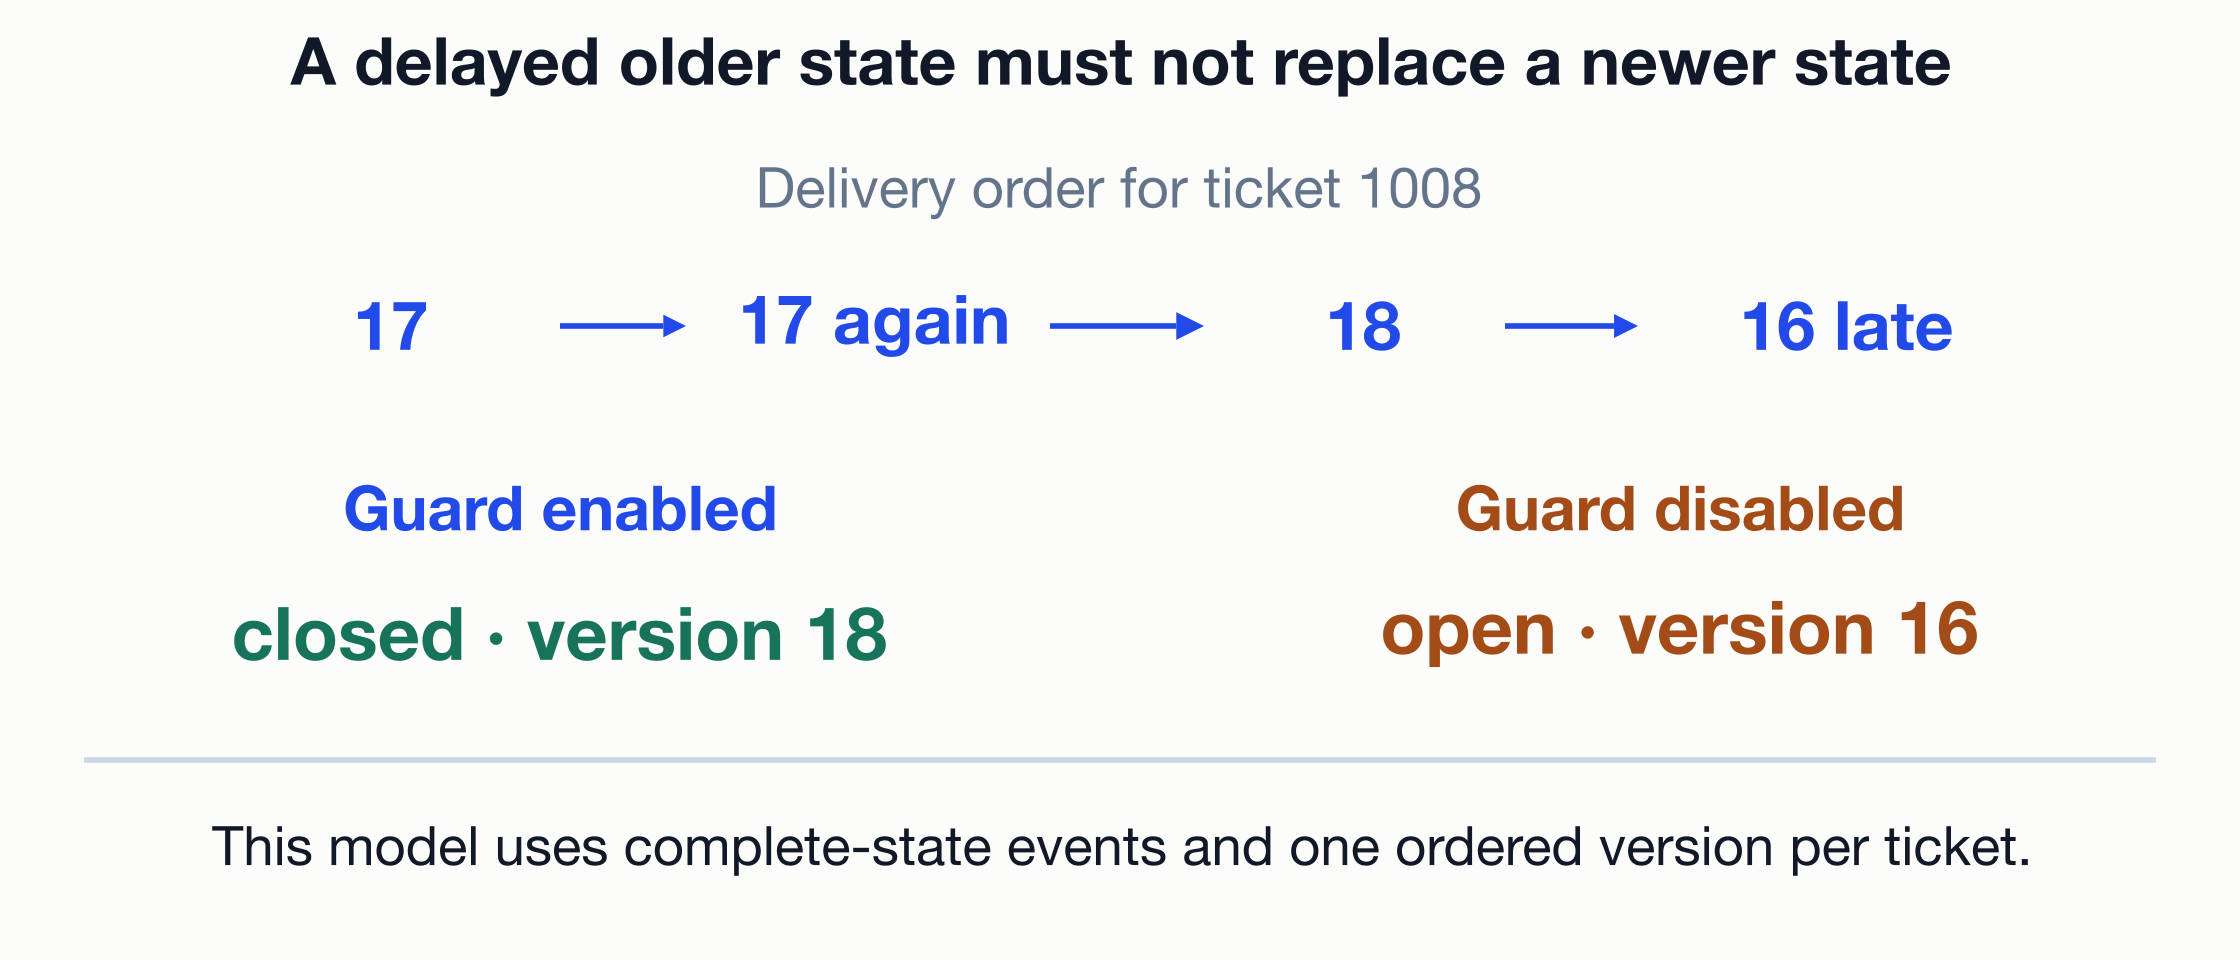 A delayed older state must not replace a newer state
Delivery order for ticket 1008
17 17 again 18 16 late
Guard enabled Guard disabled
closed · version 18 open · version 16
This model uses complete-state events and one ordered version per ticket.